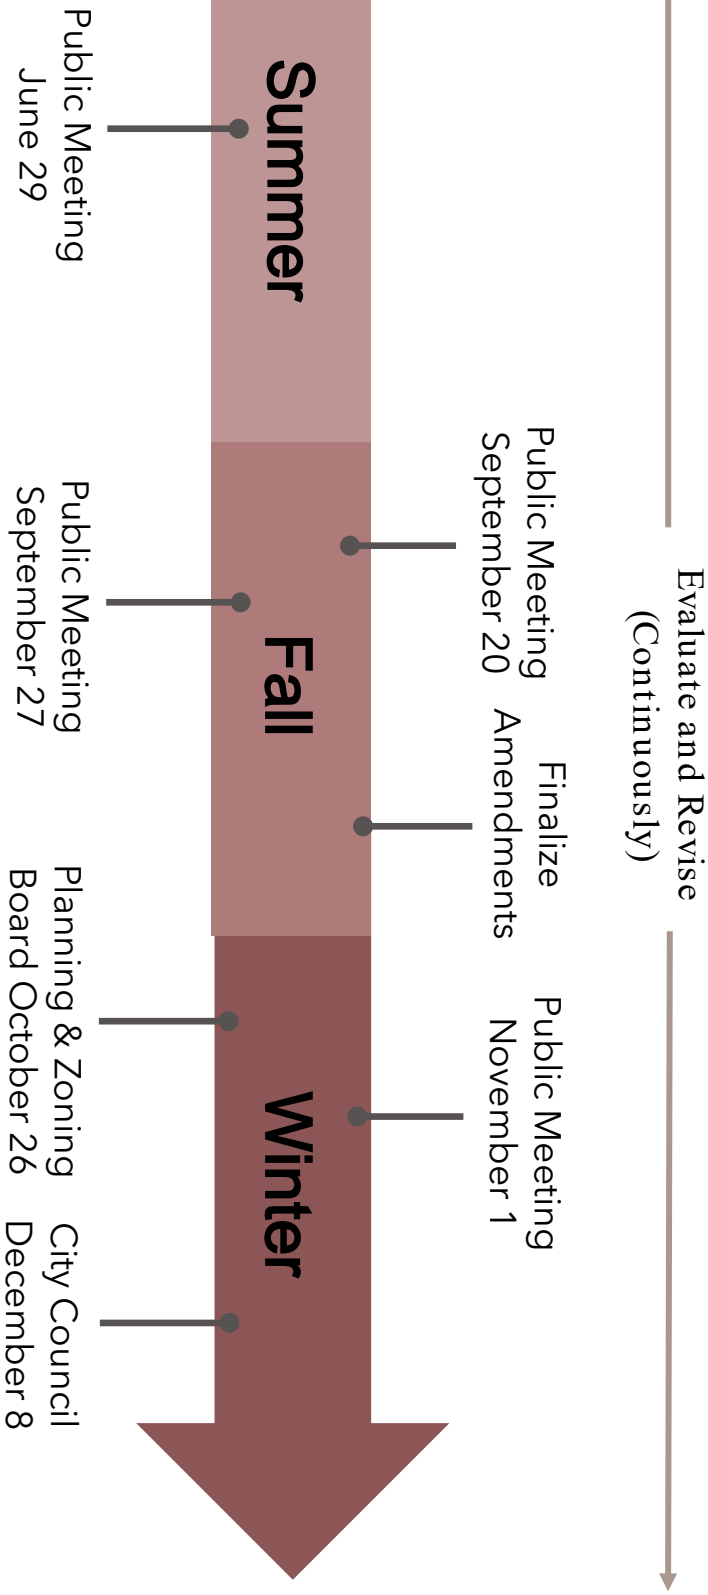 Evaluate and Revise
(Continuously)
Public Meeting
September 20
Finalize
Amendments
Public Meeting
November 1
Summer
Fall
Winter
Public Meeting
June 29
Public Meeting
September 27
Planning & Zoning
Board October 26
City Council
December 8